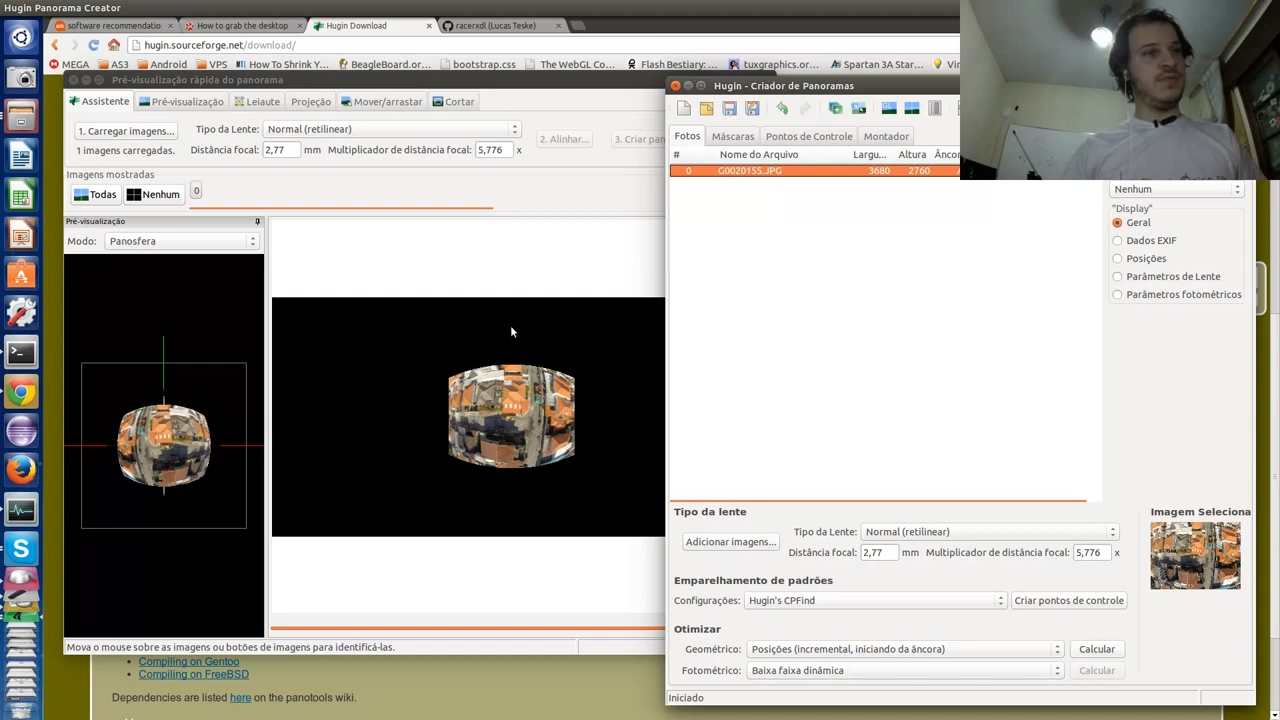 Hugin Panorama Creator
software recommendatio
How to grab the desktop
Hugin Download
racerxdl (Lucas Teske)
hugin.sourceforge.net/download/
MEGA
AS3
Android
VPS
How To Shrink Y...
BeagleBoard.or...
bootstrap.css
The WebGL Co...
Flash Bestiary: ...
tuxgraphics.or...
Spartan 3A Star...
Pré-visualização rápida do panorama
Assistente
Pré-visualização
Leiaute
Projeção
Mover/arrastar
Cortar
1. Carregar imagens...
Tipo da Lente:
Normal (retilinear)
2. Alinhar...
3. Criar pan
1 imagens carregadas.
Distância focal:
2,77
mm
Multiplicador de distância focal:
5,776
x
Imagens mostradas
Todas
Nenhum
0
Pré-visualização
Modo:
Panosfera
Mova o mouse sobre as imagens ou botões de imagens para identificá-las.
Hugin - Criador de Panoramas
Fotos
Máscaras
Pontos de Controle
Montador
#
Nome do Arquivo
Largu...
Altura
Ânco
0
G0020155.JPG
3680
2760
Nenhum
"Display"
Geral
Dados EXIF
Posições
Parâmetros de Lente
Parâmetros fotométricos
Tipo da lente
Adicionar imagens...
Tipo da Lente:
Normal (retilinear)
Distância focal:
2,77
mm
Multiplicador de distância focal:
5,776
x
Imagem Seleciona
Emparelhamento de padrões
Configurações:
Hugin's CPFind
Criar pontos de controle
Otimizar
Geométrico:
Posições (incremental, iniciando da âncora)
Calcular
Fotométrico:
Baixa faixa dinâmica
Calcular
Iniciado
Compiling on Gentoo
Compiling on FreeBSD
Dependencies are listed here on the panotools wiki.